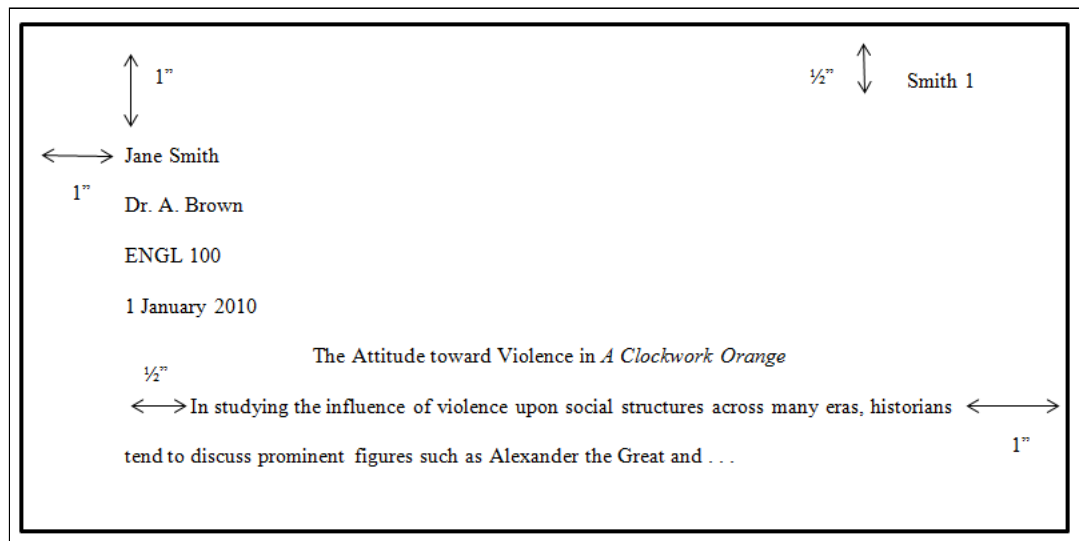 1”
½”
Smith 1
Jane Smith
1”
Dr. A. Brown
ENGL 100
1 January 2010
The Attitude toward Violence in A Clockwork Orange
½”
In studying the influence of violence upon social structures across many eras, historians
1”
tend to discuss prominent figures such as Alexander the Great and . . .